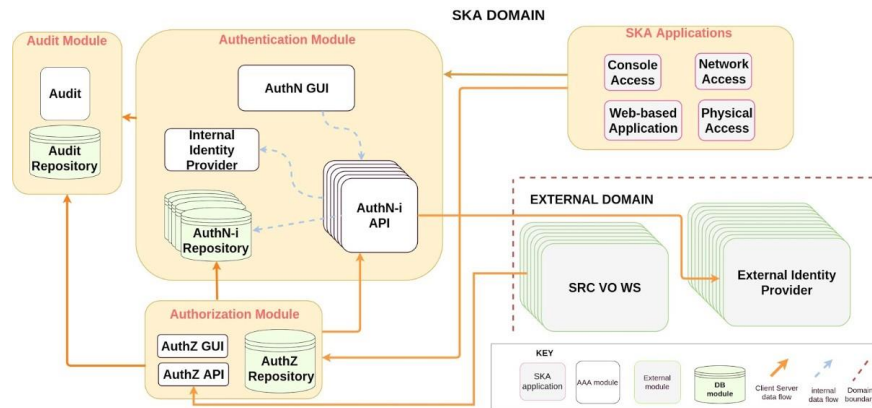 SKA DOMAIN
Audit Module
Audit
Audit
Repository
Authentication Module
AuthN GUI
Internal
Identity
Provider
AuthN-i
API
AuthN-i
Repository
SKA Applications
Console
Access
Network
Access
Web-based
Application
Physical
Access
EXTERNAL DOMAIN
SRC VO WS
External Identity
Provider
Authorization Module
AuthZ GUI
AuthZ API
AuthZ
Repository
KEY
SKA
application
AAA module
External
module
DB
module
Client Server
data flow
internal
data flow
Domain
boundary